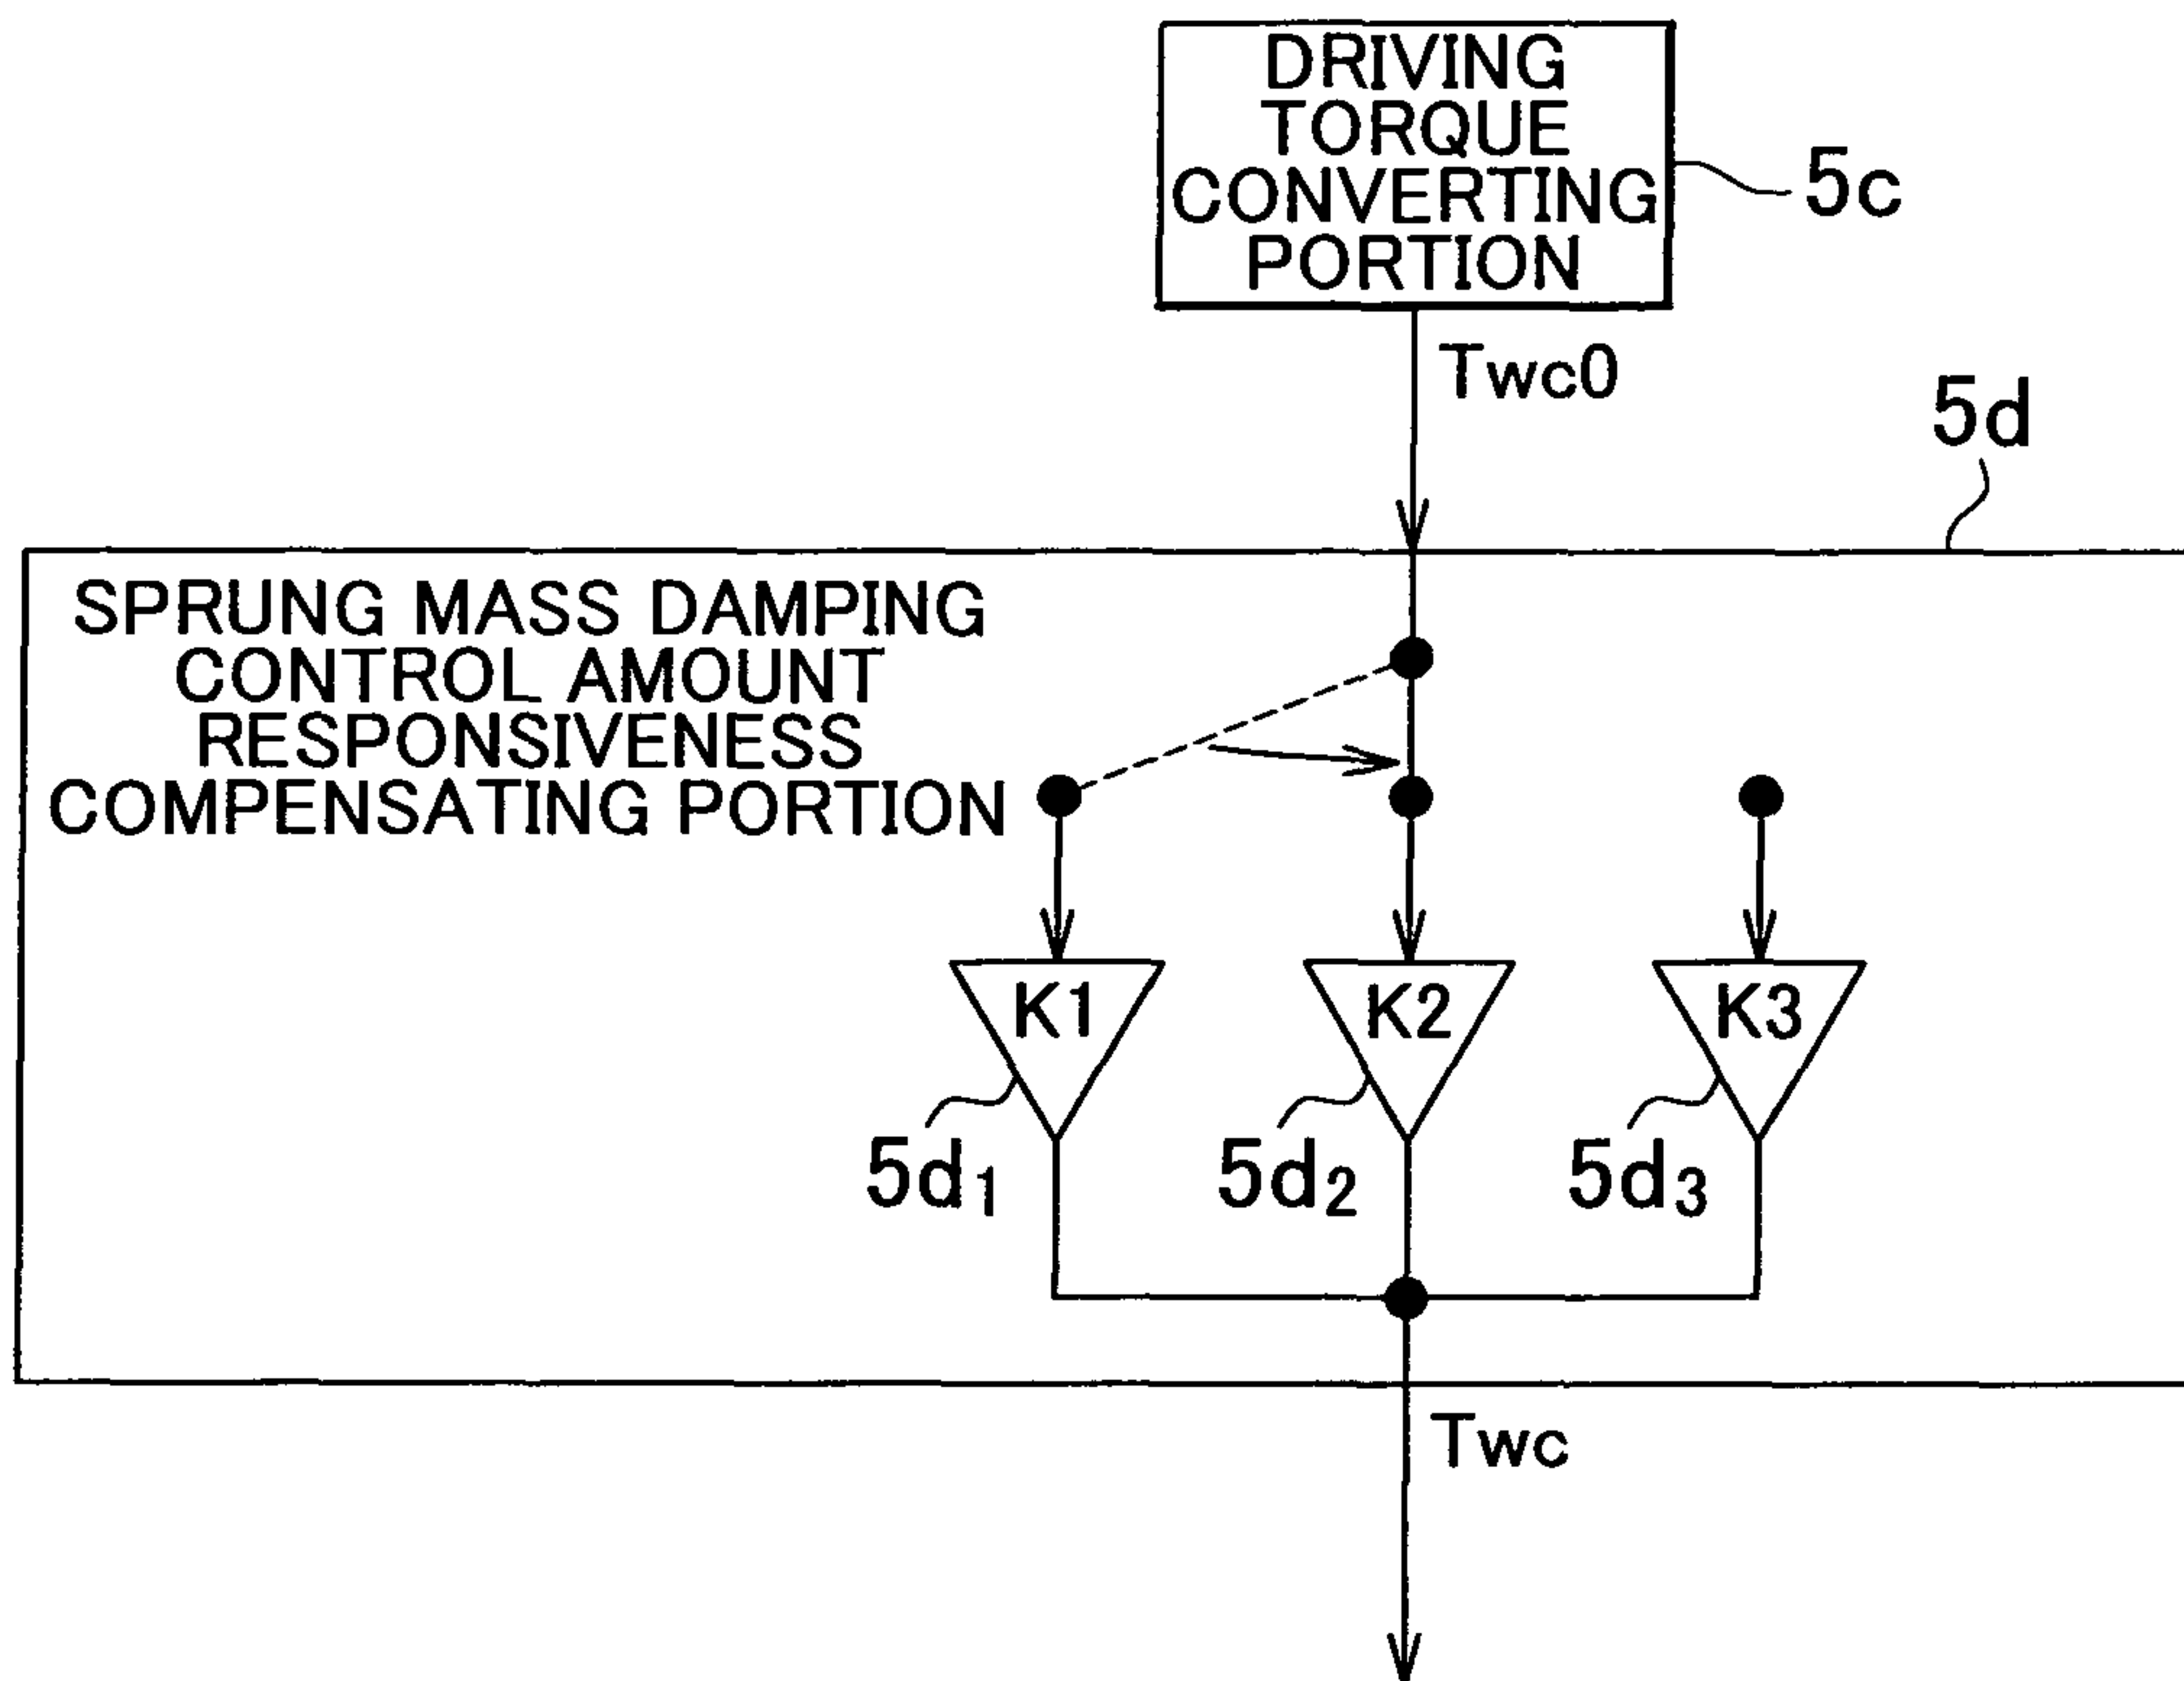 DRIVING
TORQUE
CONVERTING
PORTION
5c
Twc0
5d
SPRUNG MASS DAMPING
CONTROL AMOUNT
RESPONSIVENESS
COMPENSATING PORTION
K1
K2
K3
5d1
5d2
5d3
Twc